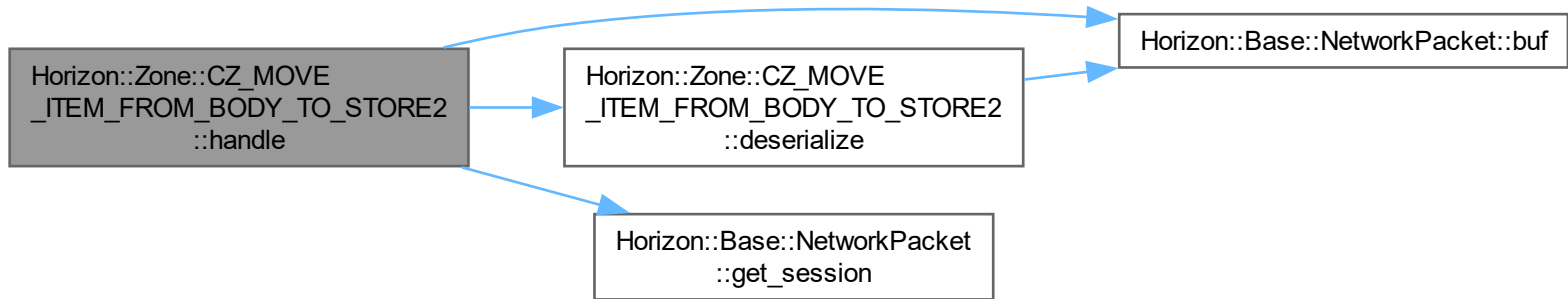 Horizon::Zone::CZ_MOVE
_ITEM_FROM_BODY_TO_STORE2
::handle
Horizon::Zone::CZ_MOVE
_ITEM_FROM_BODY_TO_STORE2
::deserialize
Horizon::Base::NetworkPacket::buf
Horizon::Base::NetworkPacket
::get_session